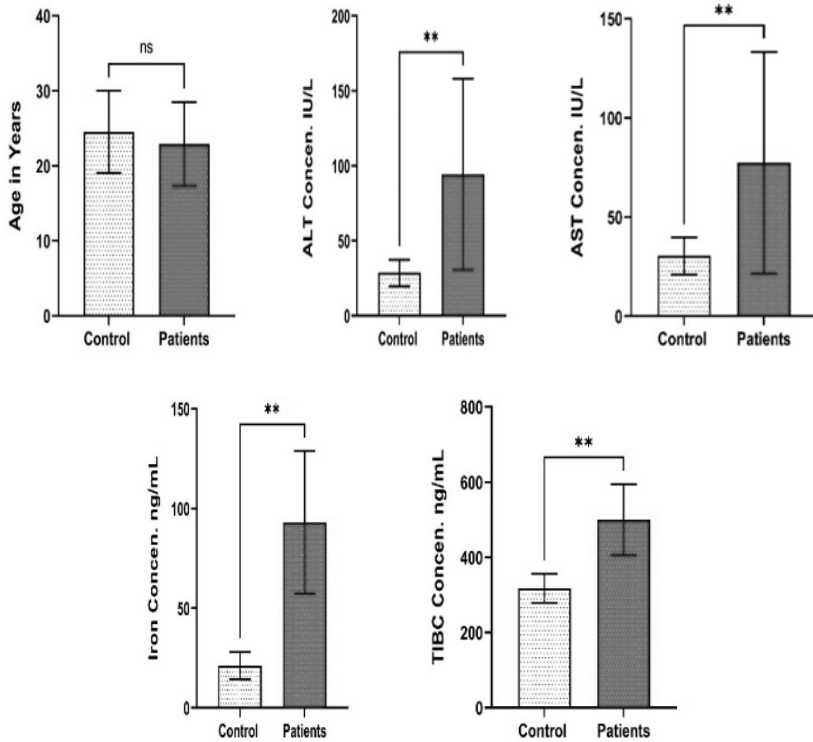 Age in Years
40
30
20
10
0
ns
Control Patients
ALT Concen. IU/L
200
150
100
50
0
**
Control Patients
AST Concen. IU/L
150
100
50
0
**
Control Patients
Iron Concen. ng/mL
150
100
50
0
**
Control Patients
TIBC Concen. ng/mL
800
600
400
200
0
**
Control Patients